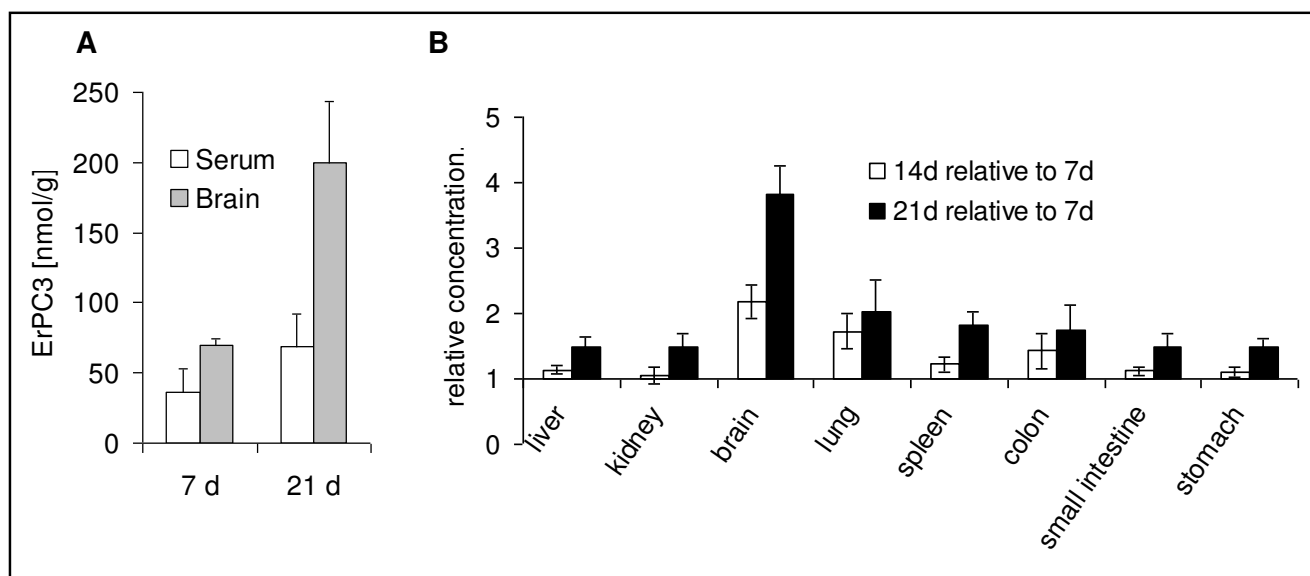 A
ErPC3 [nmol/g]
250
200
150
100
50
0
Serum
Brain
7 d
21 d
B
relative concentration.
5
4
3
2
1
0
14d relative to 7d
21d relative to 7d
liver
kidney
brain
lung
spleen
colon
small intestine
stomach